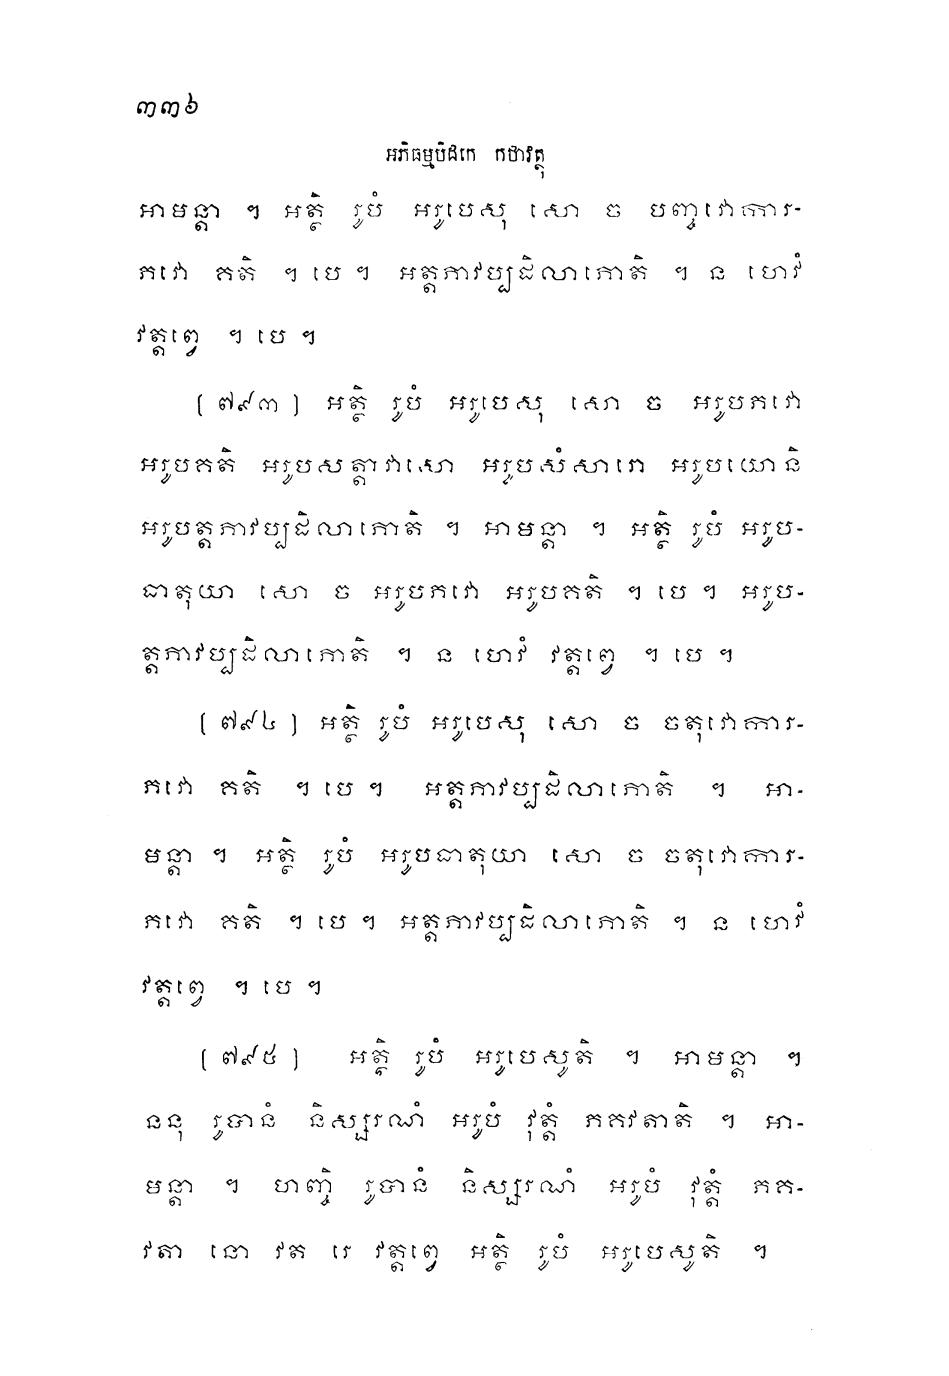 ៣៣៦
អភិធម្មបិដកេ កថាវត្ថុ
អាមន្តា ។ អត្ថិ រូបំ អរូបេសុ សោ ច បញ្ចវោការ-
ភវោ គតិ ។ បេ ។ អត្តភាវប្បដិលាភោតិ ។ ន ហេវំ
វត្តព្វេ ។ បេ ។
(៧៩៣) អត្ថិ រូបំ អរូបេសុ សោ ច អរូបភវោ
អរូបគតិ អរូបសត្តាវាសោ អរូបសំសារោ អរូបយោនិ
អរូបត្តភាវប្បដិលាភោតិ ។ អាមន្តា ។ អត្ថិ រូបំ អរូប-
ធាតុយា សោ ច អរូបភវោ អរូបគតិ ។ បេ ។ អរូប-
ត្តភាវប្បដិលាភោតិ ។ ន ហេវំ វត្តព្វេ ។ បេ ។
(៧៩៤) អត្ថិ រូបំ អរូបេសុ សោ ច ចតុវោការ-
ភវោ គតិ ។ បេ ។ អត្តភាវប្បដិលាភោតិ ។ អា-
មន្តា ។ អត្ថិ រូបំ អរូបធាតុយា សោ ច ចតុវោការ-
ភវោ គតិ ។ បេ ។ អត្តភាវប្បដិលាភោតិ ។ ន ហេវំ
វត្តព្វេ ។ បេ ។
(៧៩៥) អត្ថិ រូបំ អរូបេសូតិ ។ អាមន្តា ។
ននុ រូបានំ និស្សរណំ អរូបំ វុត្តំ ភគវតាតិ ។ អា-
មន្តា ។ ហញ្ចិ រូបានំ និស្សរណំ អរូបំ វុត្តំ ភគ-
វតា នោ វត រេ វត្តព្វេ អត្ថិ រូបំ អរូបេសូតិ ។